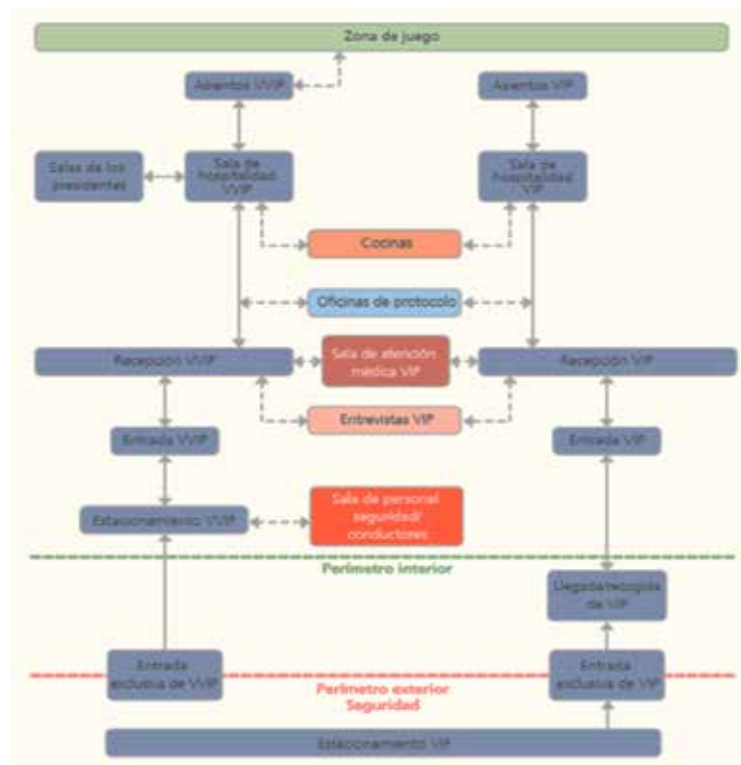 Zona de juego
Asientos VVIP
Asientos VIP
Salas de los
presidentes
Sala de
hospitalidad
VVIP
Sala de
hospitalidad
VIP
Cocinas
Oficinas de protocolo
Recepción VVIP
Sala de atención
médica VIP
Recepción VIP
Entrevistas VIP
Entrada VVIP
Entrada VIP
Estacionamiento VVIP
Sala de personal
seguridad/
conductores
Perímetro interior
Llegada/recogida
de VIP
Entrada
exclusiva de VVIP
Entrada
exclusiva de VIP
Perímetro exterior
Seguridad
Estacionamiento VIP